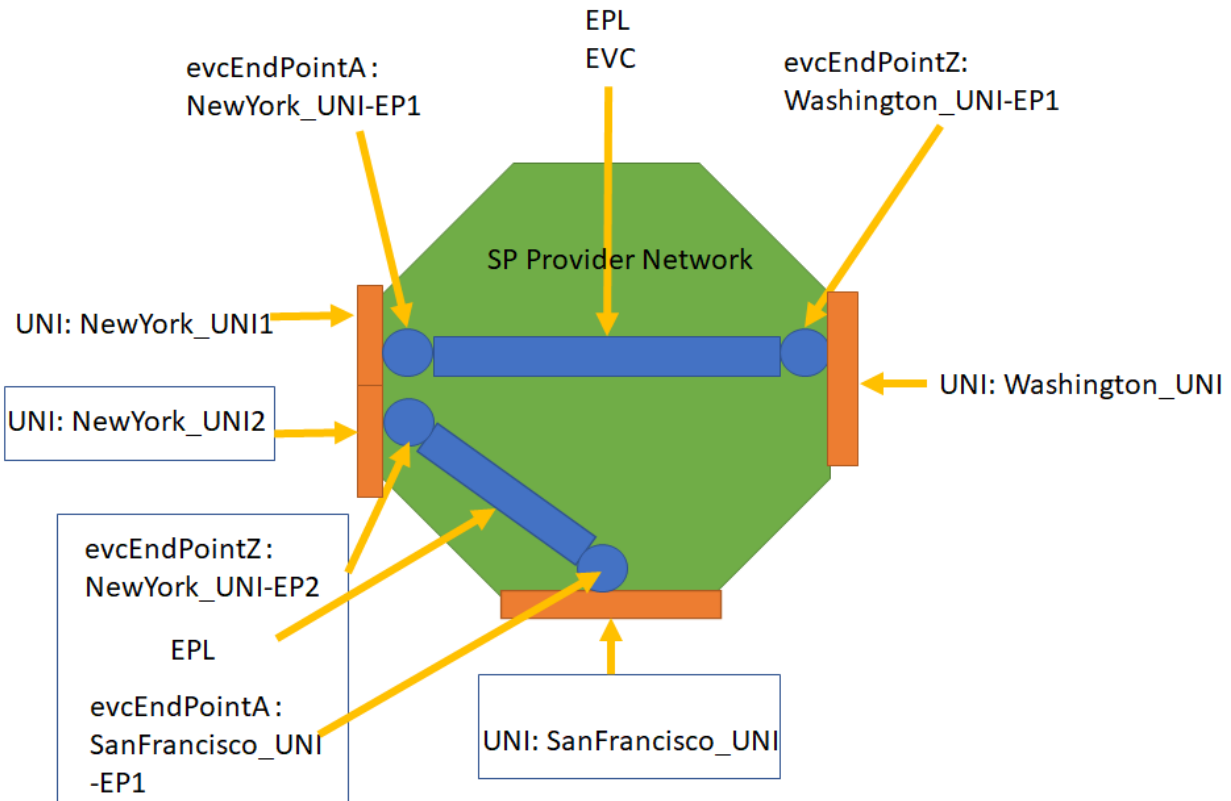 EPL
EVC
evcEndPointA:
NewYork_UNI-EP1
evcEndPointZ:
Washington_UNI-EP1
SP Provider Network
UNI: NewYork_UNI1
UNI: Washington_UNI
UNI: NewYork_UNI2
evcEndPointZ:
NewYork_UNI-EP2
EPL
evcEndPointA:
SanFrancisco_UNI
-EP1
UNI: SanFrancisco_UNI